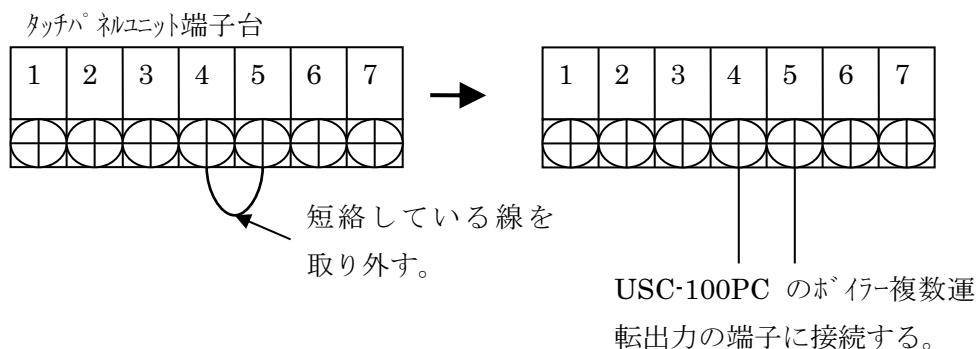 タッチパネルユニット端子台
1 2 3 4 5 6 7
短絡している線を
取り外す。
1 2 3 4 5 6 7
USC-100PC のボイラー複数運
転出力の端子に接続する。